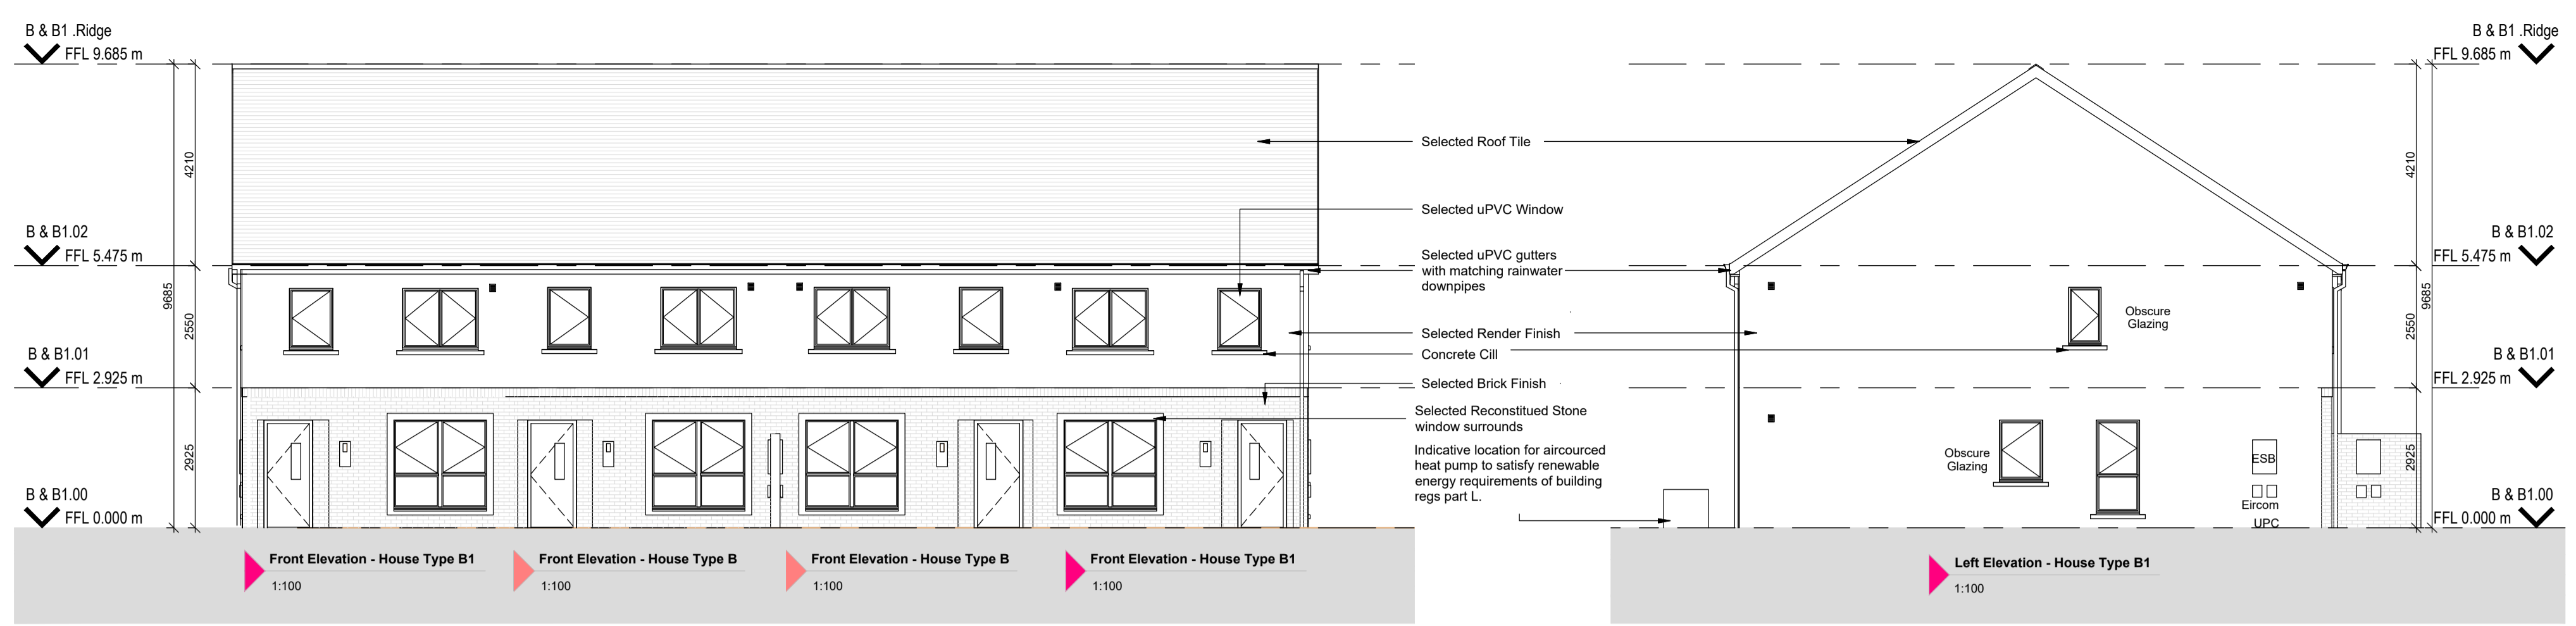 B & B1 .Ridge
FFL 9.685 m
B & B1.02
FFL 5.475 m
B & B1.01
FFL 2.925 m
B & B1.00
FFL 0.000 m
9685
4210
2550
2925
Selected Roof Tile
Selected uPVC Window
Selected uPVC gutters
with matching rainwater
downpipes
Selected Render Finish
Concrete Cill
Selected Brick Finish
Selected Reconstitued Stone
window surrounds
Indicative location for aircourced
heat pump to satisfy renewable
energy requirements of building
regs part L.
Obscure
Glazing
Obscure
Glazing
ESB
Eircom
UPC
4210
2550
2925
9685
B & B1 .Ridge
FFL 9.685 m
B & B1.02
FFL 5.475 m
B & B1.01
FFL 2.925 m
B & B1.00
FFL 0.000 m
Front Elevation - House Type B1
1:100
Front Elevation - House Type B
1:100
Front Elevation - House Type B
1:100
Front Elevation - House Type B1
1:100
Left Elevation - House Type B1
1:100